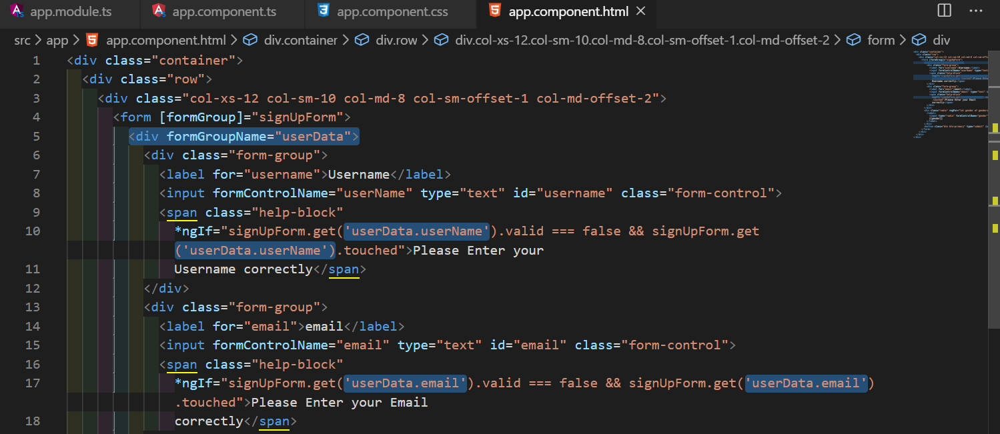 app.module.ts app.component.ts app.component.css app.component.html
src > app > app.component.html > div.container > div.row > div.col-xs-12.col-sm-10.col-md-8.col-sm-offset-1.col-md-offset-2 > form > div
1 <div class="container">
2 <div class="row">
3 <div class="col-xs-12 col-sm-10 col-md-8 col-sm-offset-1 col-md-offset-2">
4 <form [formGroup]="signUpForm">
5 <div formGroupName="userData">
6 <div class="form-group">
7 <label for="username">Username</label>
8 <input formControlName="userName" type="text" id="username" class="form-control">
9 <span class="help-block"
10 *ngIf="signUpForm.get('userData.userName').valid === false && signUpForm.get
('userData.userName').touched">Please Enter your
11 Username correctly</span>
12 </div>
13 <div class="form-group">
14 <label for="email">email</label>
15 <input formControlName="email" type="text" id="email" class="form-control">
16 <span class="help-block"
17 *ngIf="signUpForm.get('userData.email').valid === false && signUpForm.get('userData.email')
.touched">Please Enter your Email
18 correctly</span>